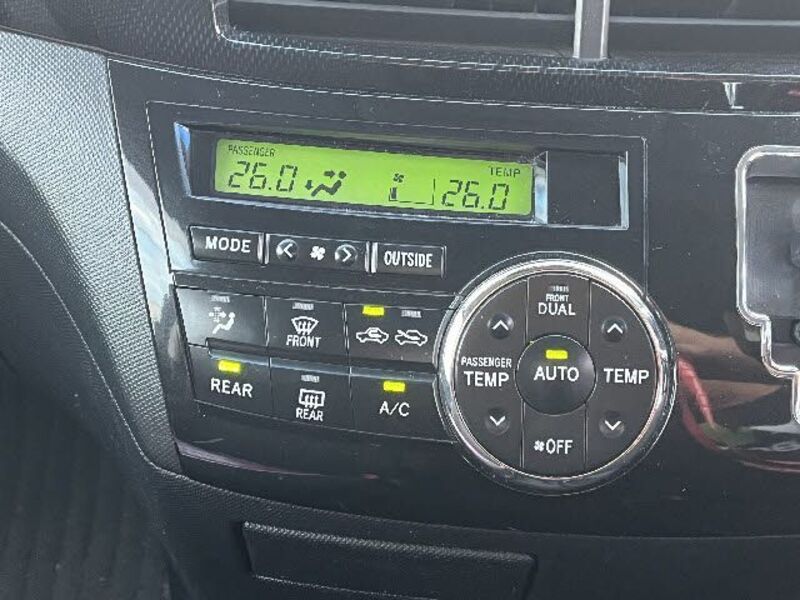 PASSENGER
26.0
TEMP
26.0
MODE
OUTSIDE
FRONT
REAR
REAR
A/C
FRONT
DUAL
PASSENGER
TEMP
AUTO
TEMP
OFF